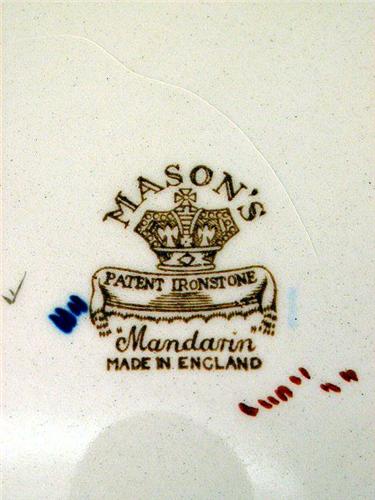 MASON'S
PATENT IRONSTONE
"Mandarin"
MADE IN ENGLAND